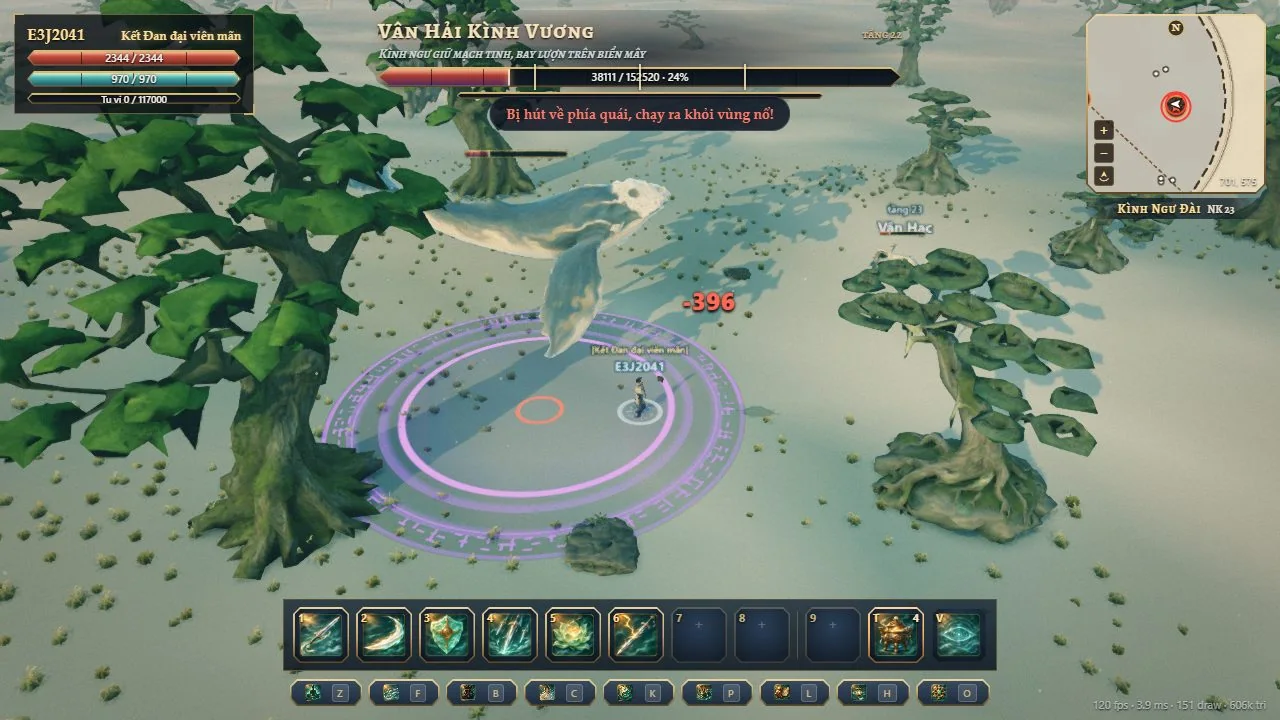 E3J2041 Kết Đan đại viên mãn
2344 / 2344
970 / 970
Tu vi 0 / 117000
Vân Hải Kình Vương
TẦNG 22
KÌNH NGƯ GIỮ MẠCH TINH, BAY LƯỢN TRÊN BIỂN MÂY
38111 / 152520 · 24%
Bị hút về phía quái, chạy ra khỏi vùng nổ!
N
+
−
701, 575
Kình Ngư Đài NK 23
tầng 23
Vân Hạc
-396
[Kết Đan đại viên mãn]
E3J2041
1 2 3 4 5 6 7 + 8 + 9 + T 4 V
Z F B C K P L H O
120 fps · 3.9 ms · 151 draw · 606k tri